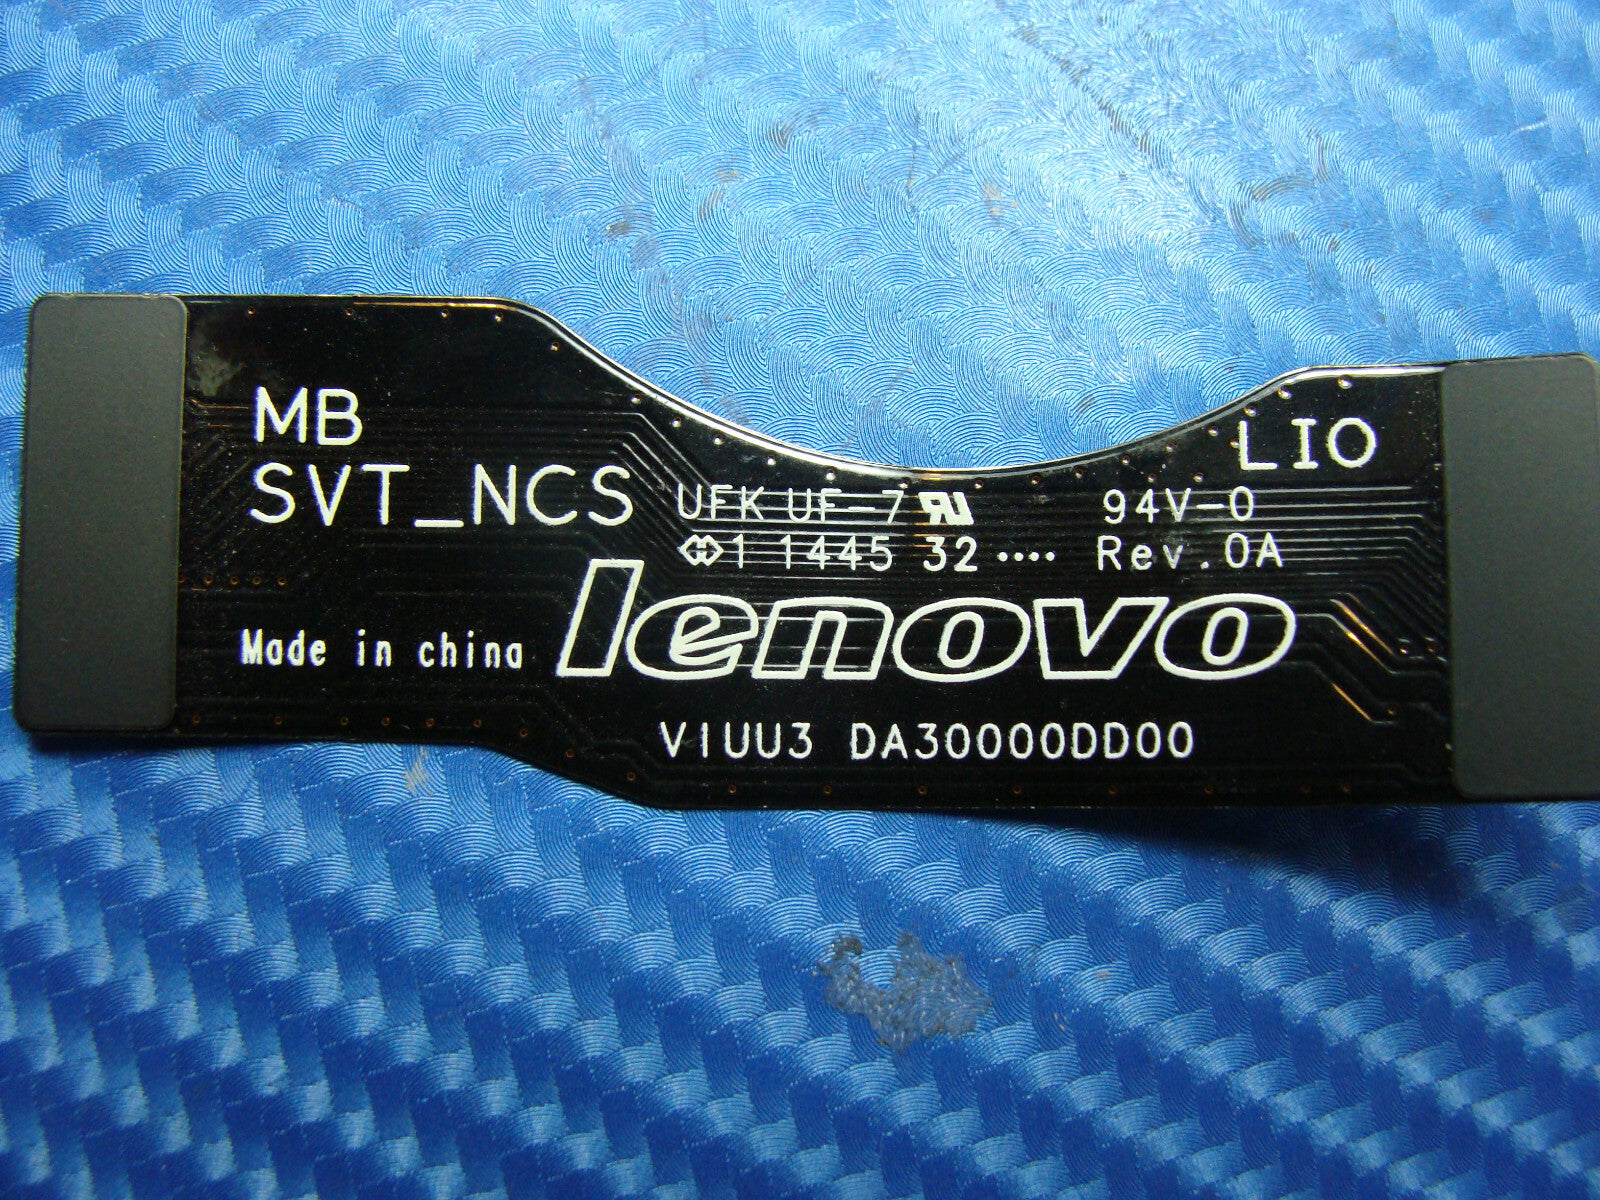 MB
LIO
SVT_NCS
UFK UF-7 RU 94V-0
1 1445 32 •••• Rev.0A
lenovo
Made in china
VIUU3 DA30000DD00